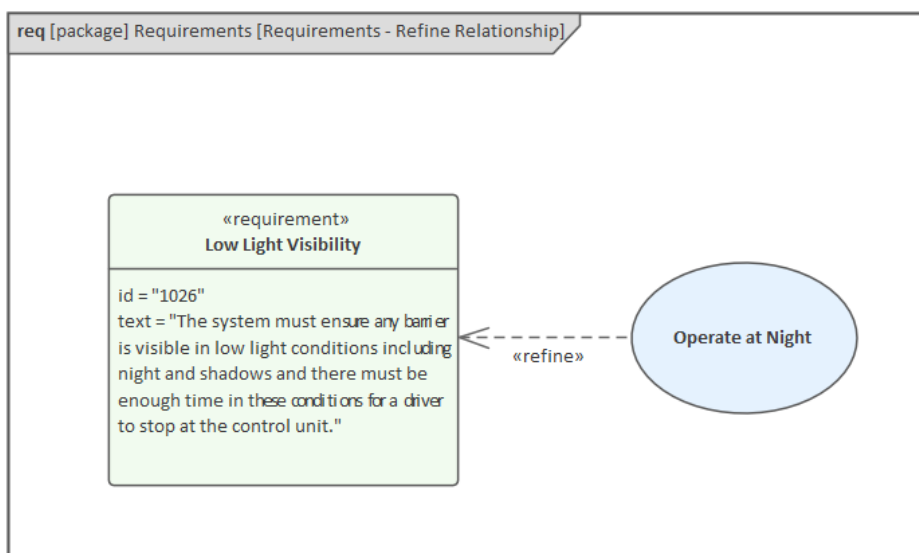 req [package] Requirements [Requirements - Refine Relationship]
«requirement»
Low Light Visibility
id = "1026"
text = "The system must ensure any barrier
is visible in low light conditions including
night and shadows and there must be
enough time in these conditions for a driver
to stop at the control unit."
«refine»
Operate at Night